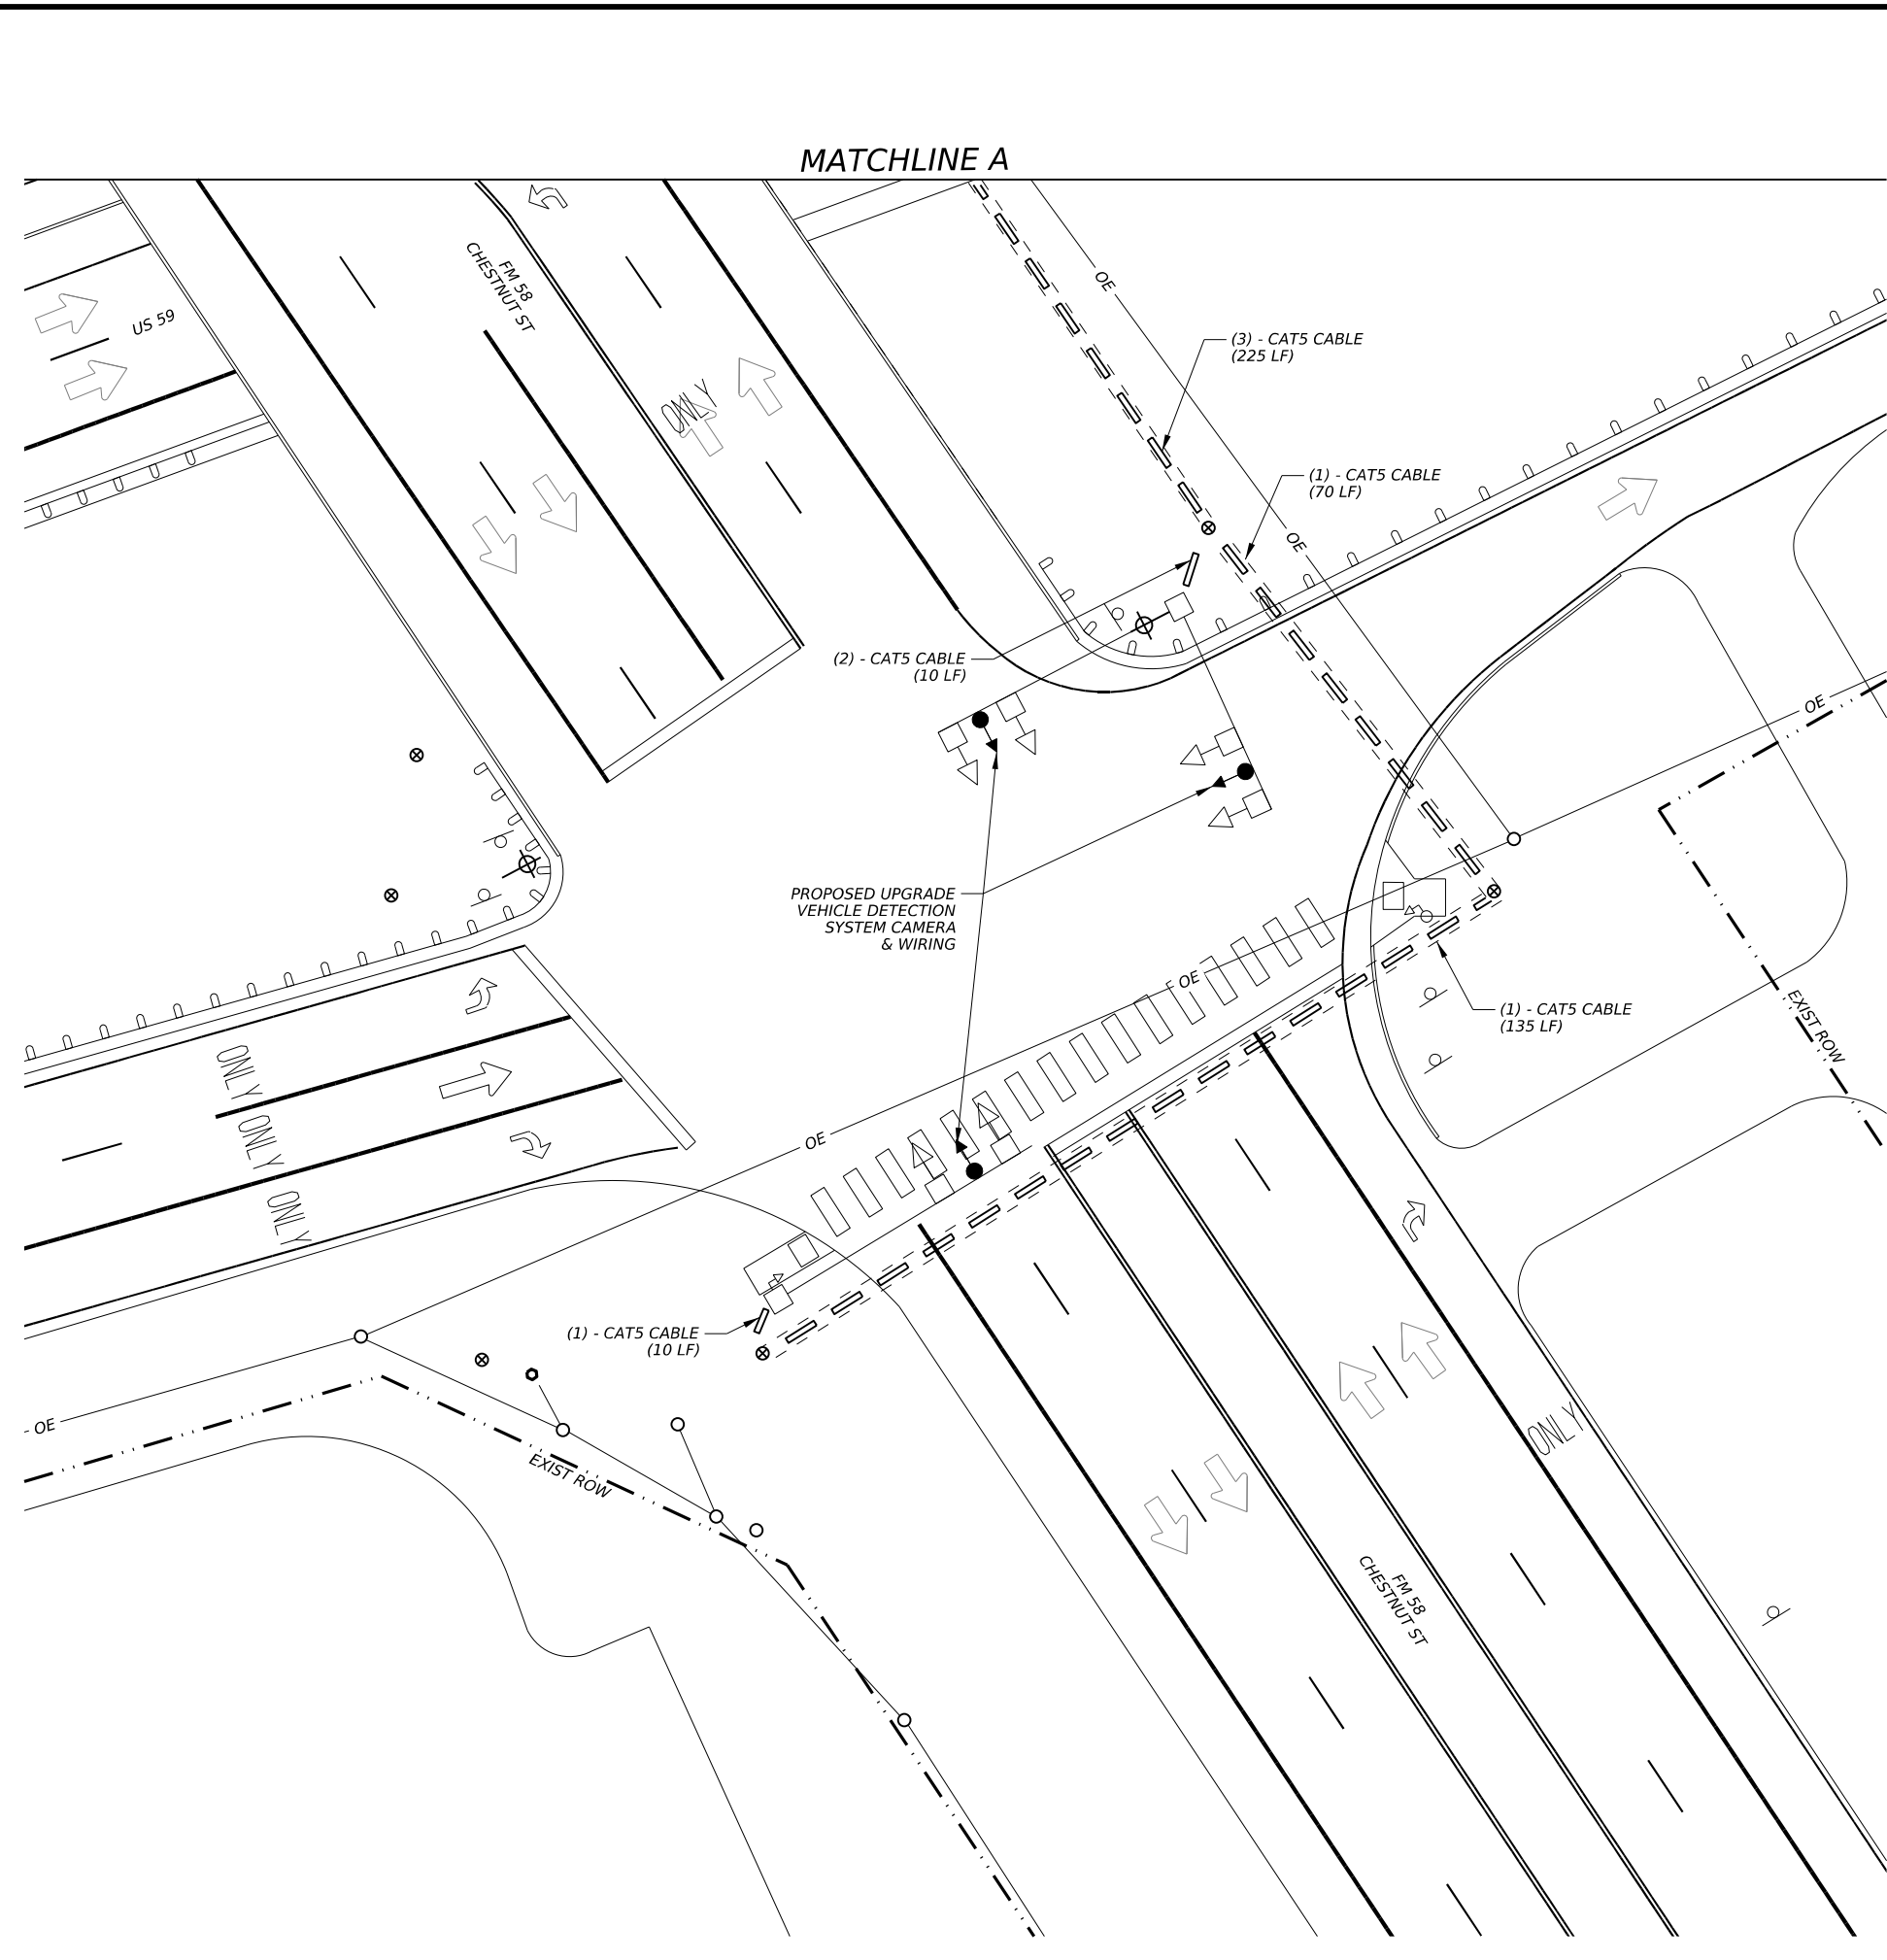 MATCHLINE A
FM 58
CHESTNUT ST
US 59
OE
(3) - CAT5 CABLE
(225 LF)
ONLY
(1) - CAT5 CABLE
(70 LF)
OE
(2) - CAT5 CABLE
(10 LF)
OE
PROPOSED UPGRADE
VEHICLE DETECTION
SYSTEM CAMERA
& WIRING
OE
(1) - CAT5 CABLE
(135 LF)
EXIST ROW
ONLY
ONLY
ONLY
OE
(1) - CAT5 CABLE
(10 LF)
OE
EXIST ROW
ONLY
FM 58
CHESTNUT ST